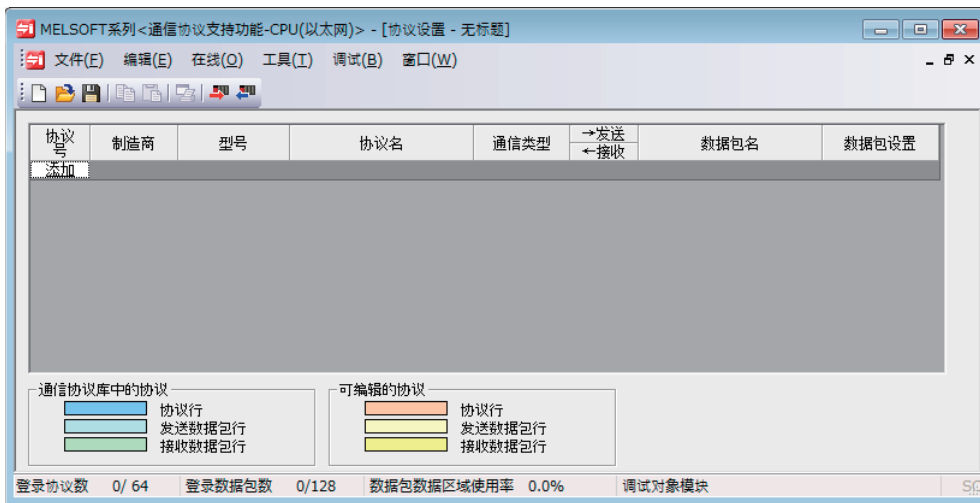 MELSOFT系列<通信协议支持功能-CPU(以太网)> - [协议设置 - 无标题]
文件(F) 编辑(E) 在线(O) 工具(T) 调试(B) 窗口(W)
协议号 制造商 型号 协议名 通信类型 →发送 ←接收 数据包名 数据包设置
添加
通信协议库中的协议 可编辑的协议
协议行 协议行
发送数据包行 发送数据包行
接收数据包行 接收数据包行
登录协议数 0/ 64 登录数据包数 0/128 数据包数据区域使用率 0.0% 调试对象模块